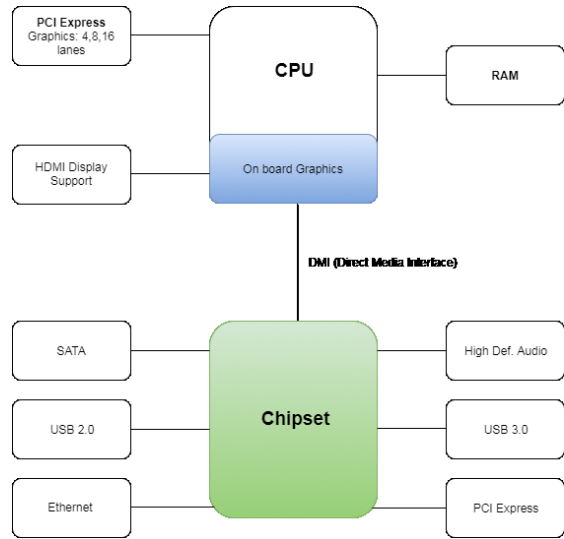 PCI Express
Graphics: 4,8,16
lanes
CPU
RAM
HDMI Display
Support
On board Graphics
DMI (Direct Media Interface)
SATA
High Def. Audio
USB 2.0
Chipset
USB 3.0
Ethernet
PCI Express